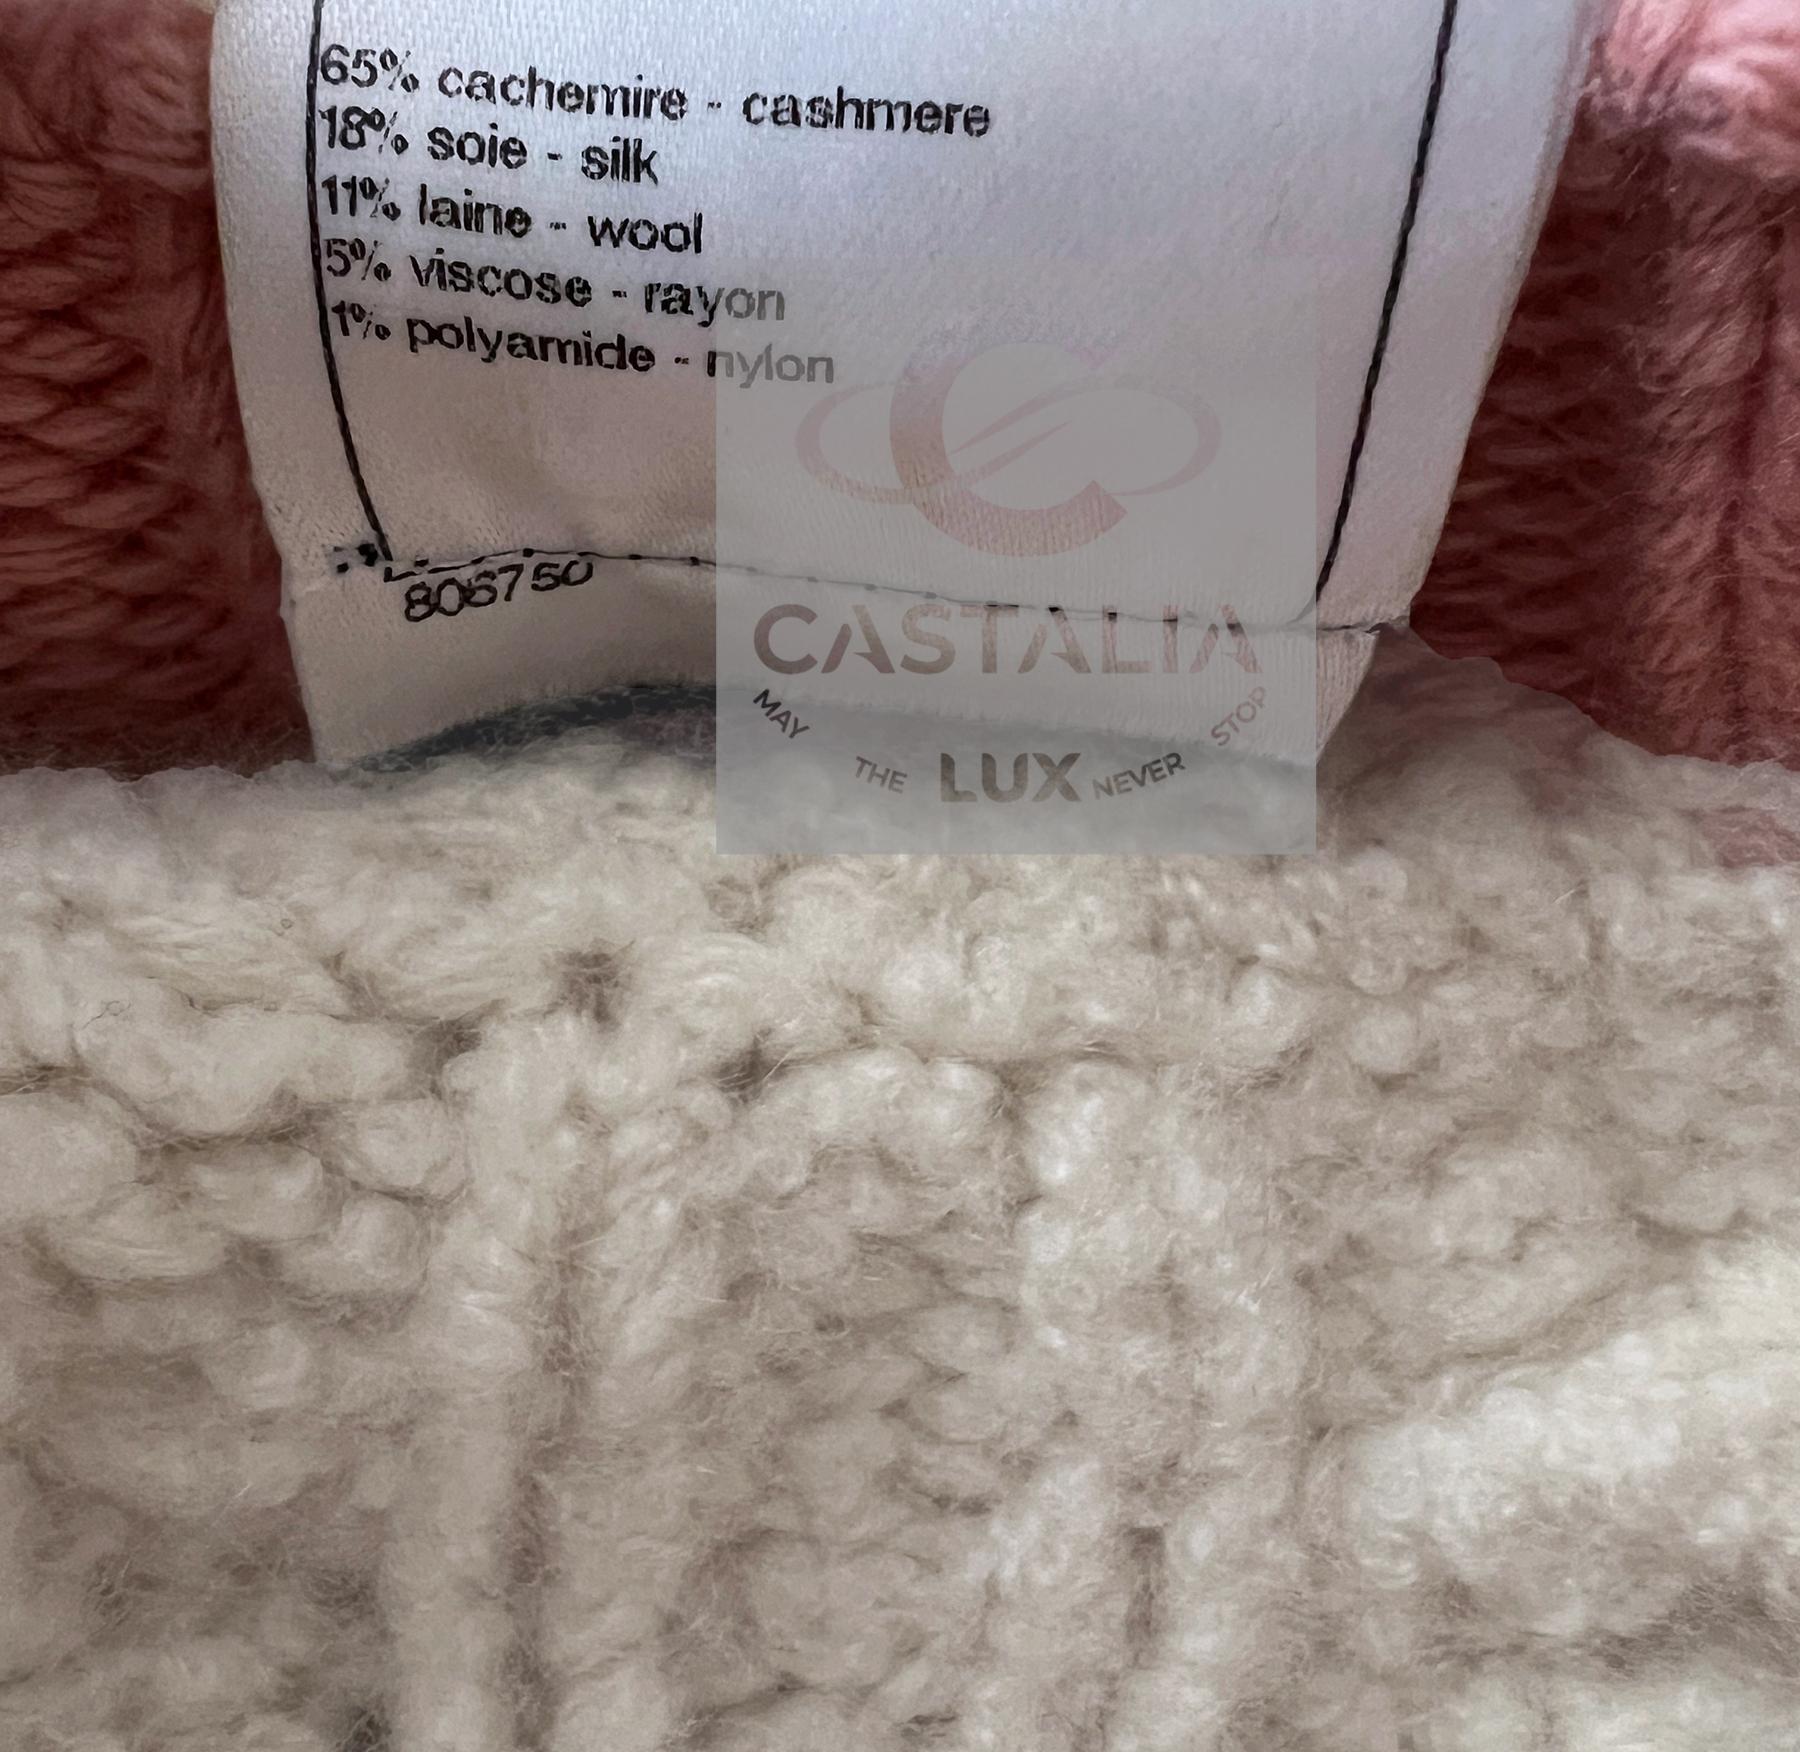 65% cachemire - cashmere
18% soie - silk
11% laine - wool
5% viscose - rayon
1% polyamide - nylon
806750
CASTALIA
MAY THE LUX NEVER STOP